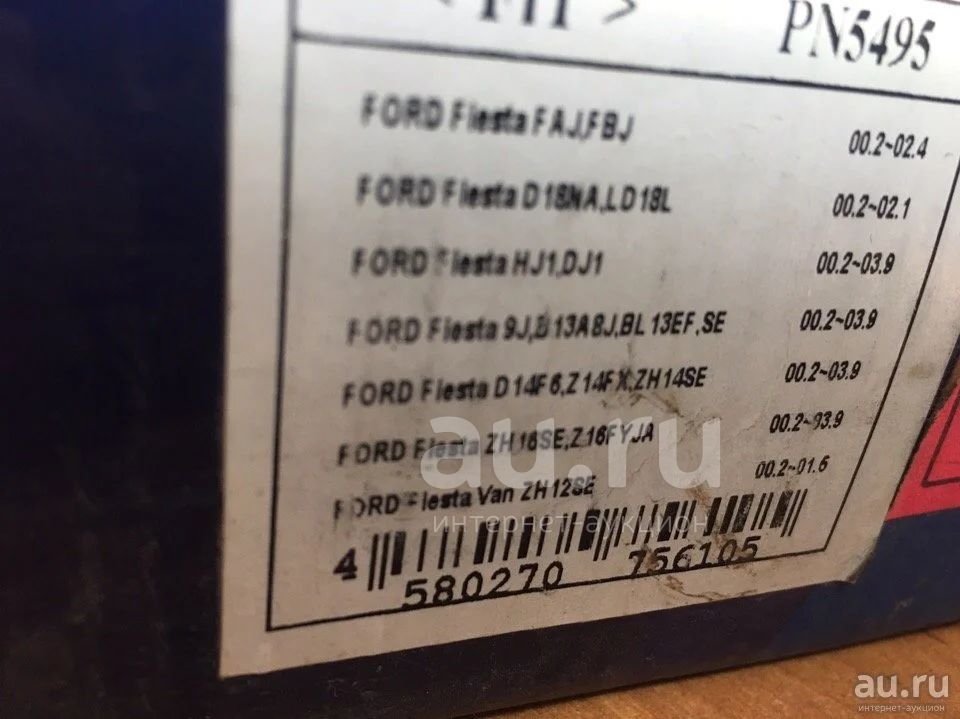 < FIT > PN5495
FORD Fiesta FAJ,FBJ 00.2~02.4
FORD Fiesta D18NA,LD18L 00.2~02.1
FORD Fiesta HJ1,DJ1 00.2~03.9
FORD Fiesta 9J,B13A8J,BL13EF,SE 00.2~03.9
FORD Fiesta D14F6,Z14FX,ZH14SE 00.2~03.9
FORD Fiesta ZH16SE,Z16FYJA 00.2~03.9
FORD Fiesta Van ZH12SE 00.2~01.6
au.ru
интернет-аукцион
4 580270 756105
au.ru
интернет-аукцион